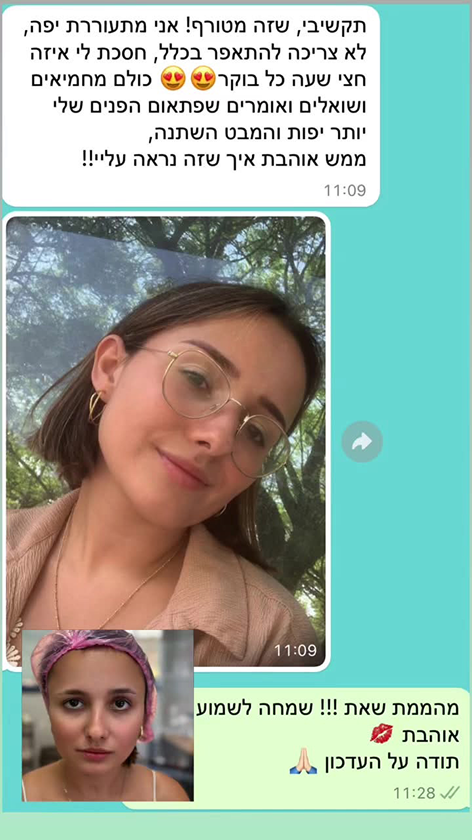 תקשיבי, שזה מטורף! אני מתעוררת יפה,
לא צריכה להתאפר בכלל, חסכת לי איזה
חצי שעה כל בוקר😍😍 כולם מחמיאים
ושואלים ואומרים שפתאום הפנים שלי
יותר יפות והמבט השתנה,
ממש אוהבת איך שזה נראה עליי!!
11:09
11:09
מהממת שאת !!! שמחה לשמוע
אוהבת 💋
תודה על העדכון 🙏🏻
11:28